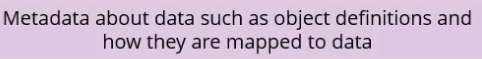 Metadata about data such as object definitions and
how they are mapped to data